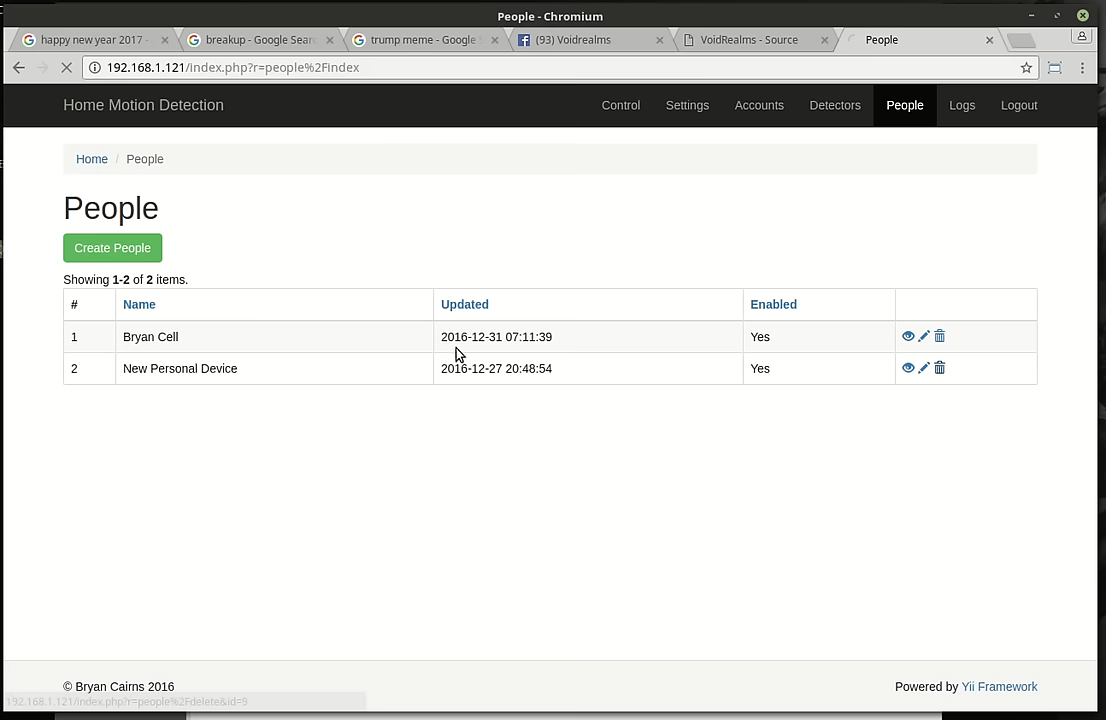 People - Chromium
happy new year 2017 -
breakup - Google Sear
trump meme - Google S
(93) Voidrealms
VoidRealms - Source
People
192.168.1.121/index.php?r=people%2Findex
Home Motion Detection
Control
Settings
Accounts
Detectors
People
Logs
Logout
Home / People
People
Create People
Showing 1-2 of 2 items.
# Name Updated Enabled
1 Bryan Cell 2016-12-31 07:11:39 Yes
2 New Personal Device 2016-12-27 20:48:54 Yes
© Bryan Cairns 2016
Powered by Yii Framework
192.168.1.121/index.php?r=people%2Fdelete&id=9